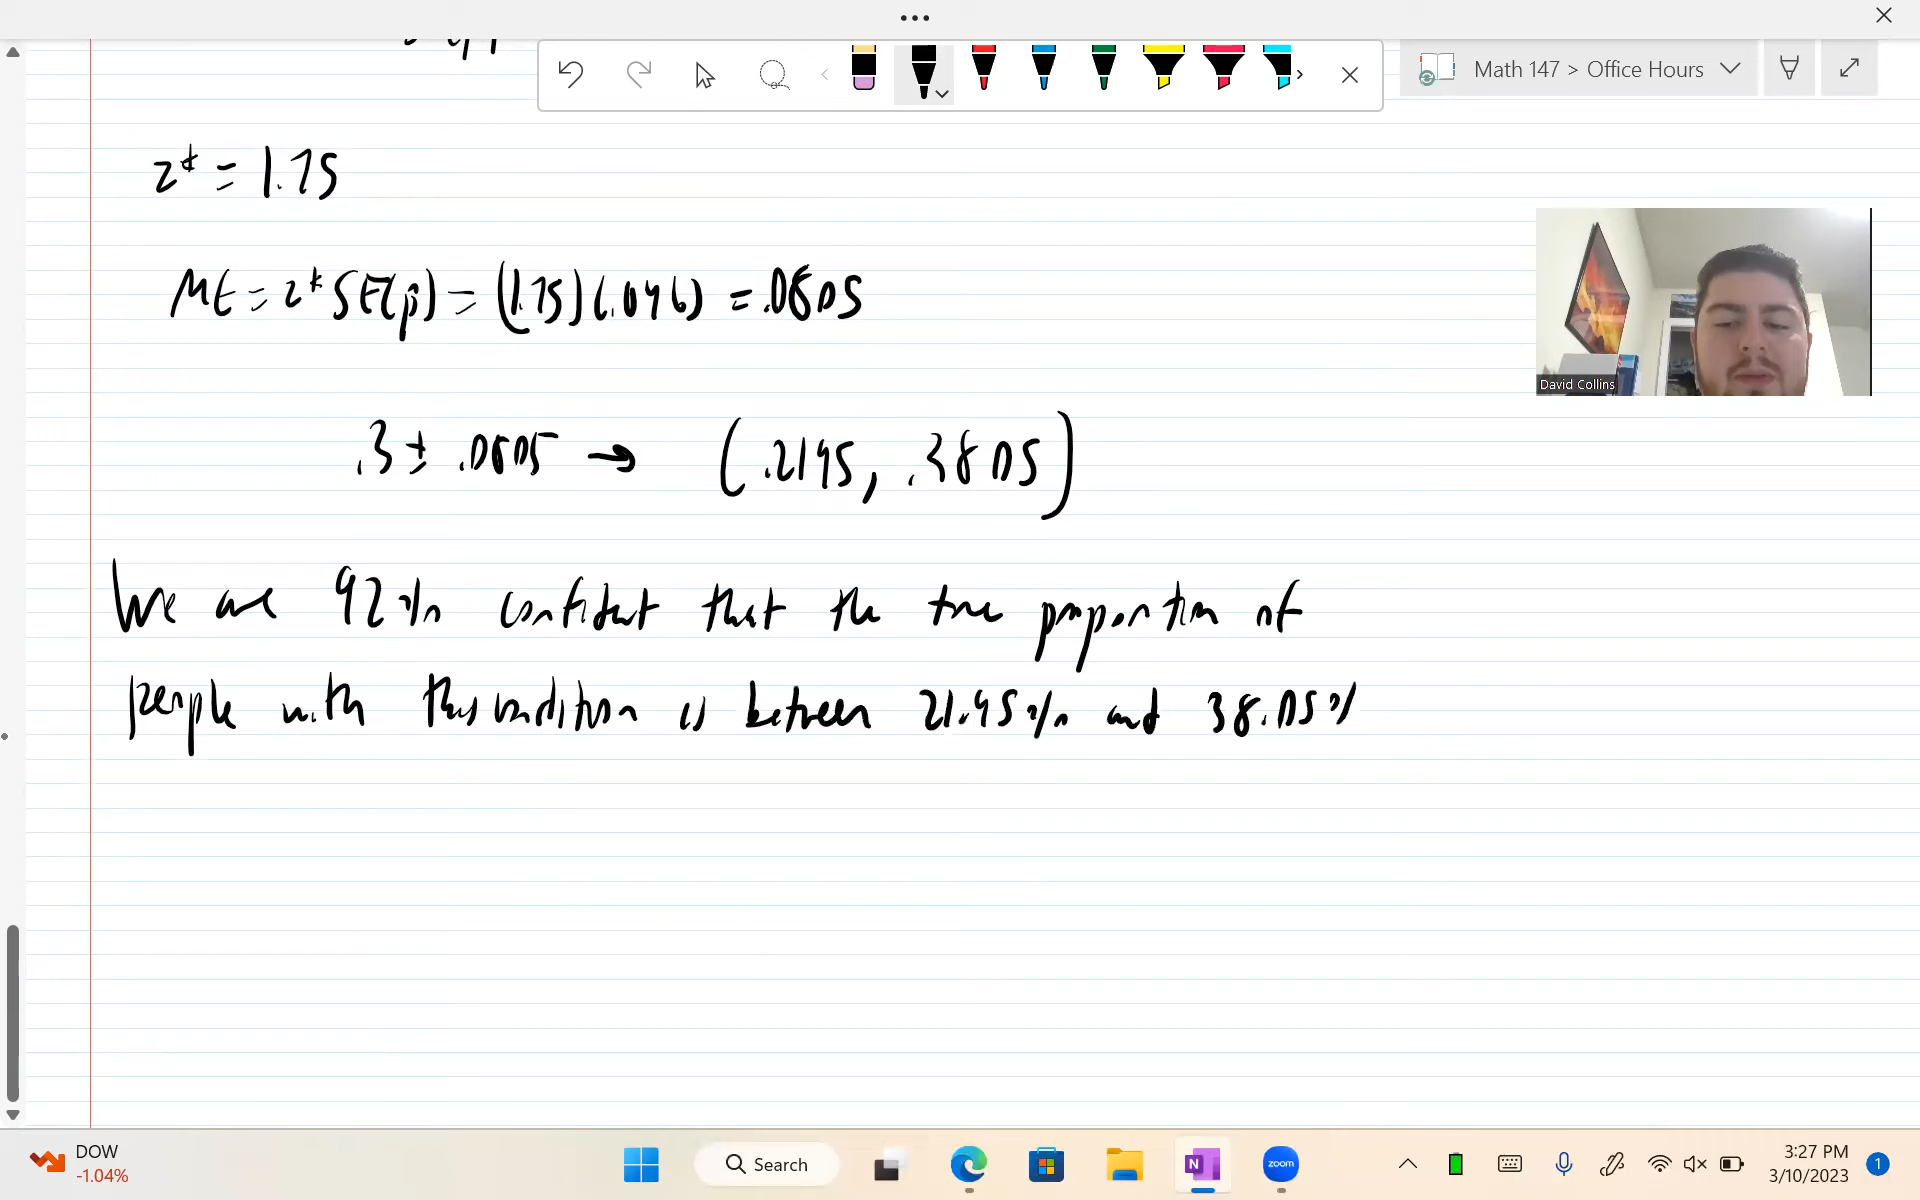 Math 147 > Office Hours
z* = 1.75
ME = z* SE(p̂) = (1.75)(.046) = .0805
David Collins
.3 ± .0805 → (.2195, .3805)
We are 92% confident that the true proportion of
people with this condition is between 21.95% and 38.05%
DOW
-1.04%
Search
zoom
3:27 PM
3/10/2023
1